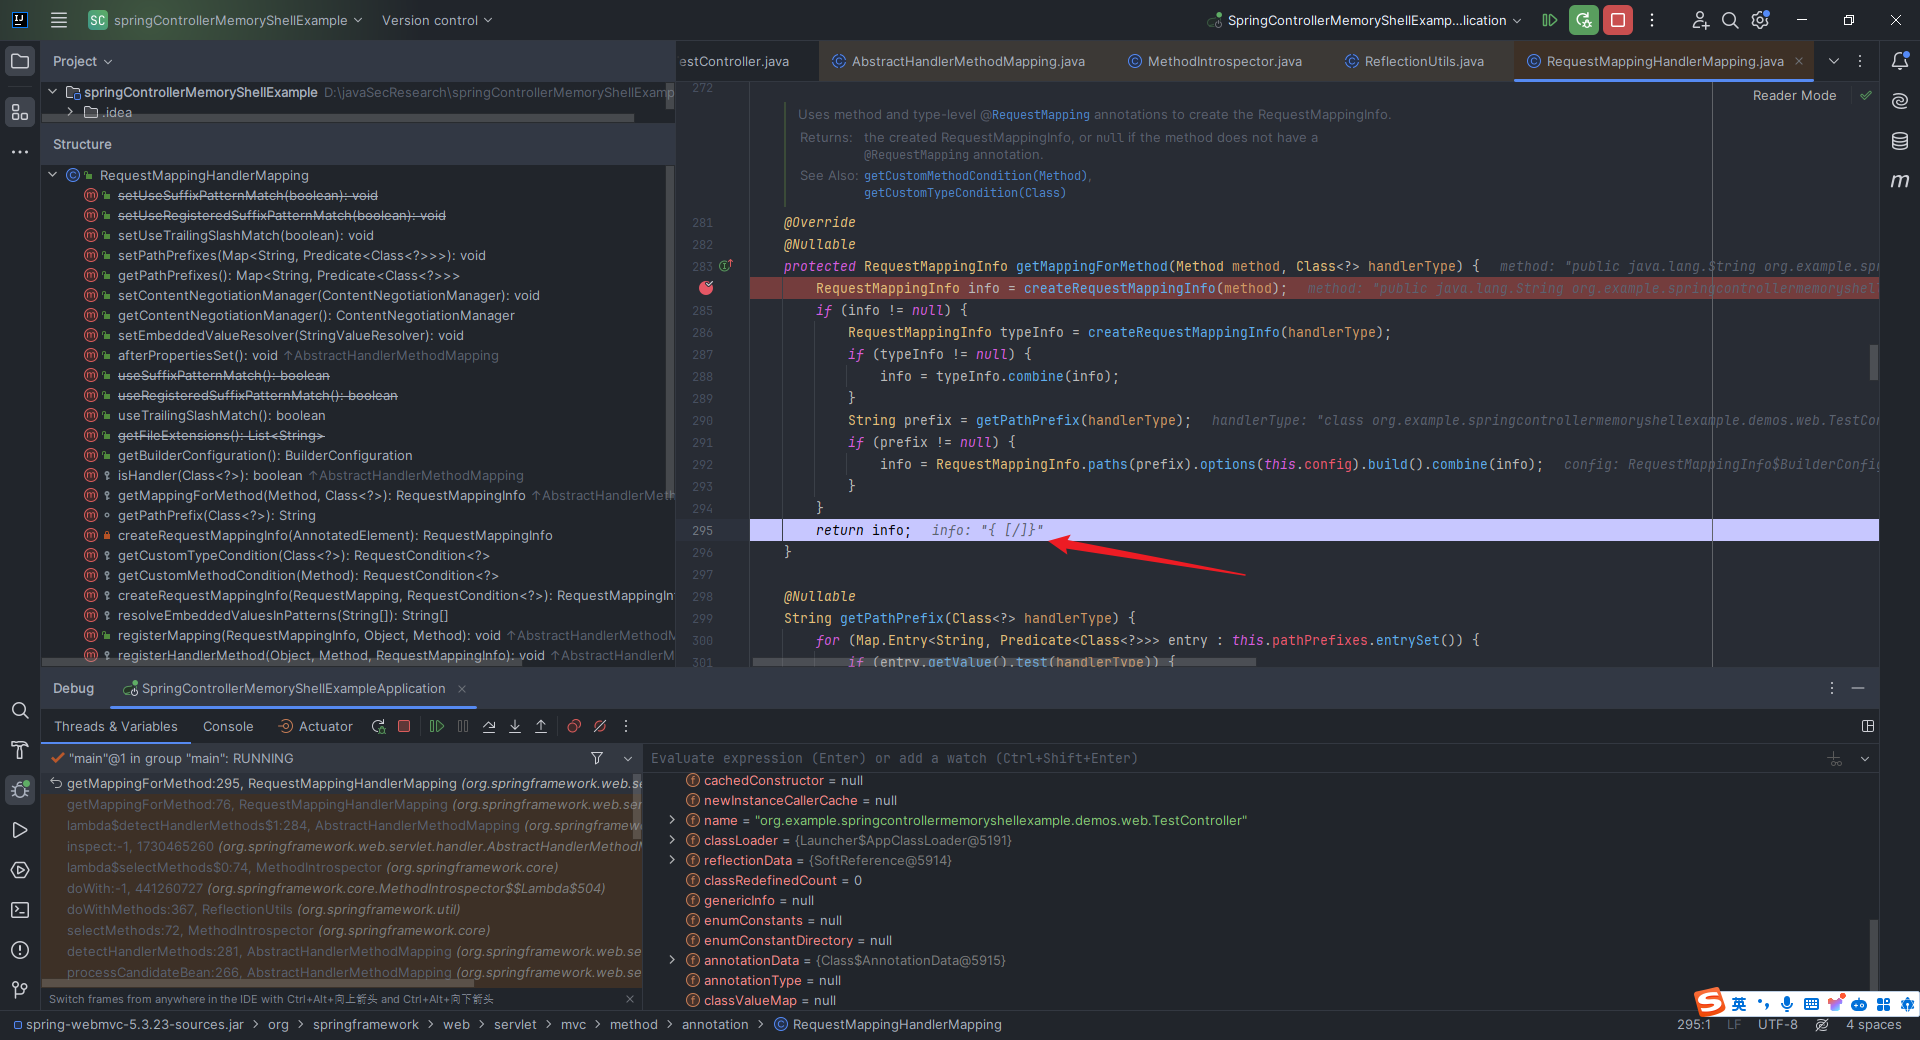 SC springControllerMemoryShellExample Version control SpringControllerMemoryShellExamp...lication
Project
springControllerMemoryShellExample D:\javaSecResearch\springControllerMemoryShellExamp
.idea
Structure
RequestMappingHandlerMapping
setUseSuffixPatternMatch(boolean): void
setUseRegisteredSuffixPatternMatch(boolean): void
setUseTrailingSlashMatch(boolean): void
setPathPrefixes(Map<String, Predicate<Class<?>>>): void
getPathPrefixes(): Map<String, Predicate<Class<?>>>
setContentNegotiationManager(ContentNegotiationManager): void
getContentNegotiationManager(): ContentNegotiationManager
setEmbeddedValueResolver(StringValueResolver): void
afterPropertiesSet(): void ↑AbstractHandlerMethodMapping
useSuffixPatternMatch(): boolean
useRegisteredSuffixPatternMatch(): boolean
useTrailingSlashMatch(): boolean
getFileExtensions(): List<String>
getBuilderConfiguration(): BuilderConfiguration
isHandler(Class<?>): boolean ↑AbstractHandlerMethodMapping
getMappingForMethod(Method, Class<?>): RequestMappingInfo ↑AbstractHandlerMeth
getPathPrefix(Class<?>): String
createRequestMappingInfo(AnnotatedElement): RequestMappingInfo
getCustomTypeCondition(Class<?>): RequestCondition<?>
getCustomMethodCondition(Method): RequestCondition<?>
createRequestMappingInfo(RequestMapping, RequestCondition<?>): RequestMappingInf
resolveEmbeddedValuesInPatterns(String[]): String[]
registerMapping(RequestMappingInfo, Object, Method): void ↑AbstractHandlerMethodM
registerHandlerMethod(Object, Method, RequestMappingInfo): void ↑AbstractHandlerM
estController.java AbstractHandlerMethodMapping.java MethodIntrospector.java ReflectionUtils.java RequestMappingHandlerMapping.java
Reader Mode
272
Uses method and type-level @RequestMapping annotations to create the RequestMappingInfo.
Returns: the created RequestMappingInfo, or null if the method does not have a
@RequestMapping annotation.
See Also: getCustomMethodCondition(Method),
getCustomTypeCondition(Class)
281 @Override
282 @Nullable
283 protected RequestMappingInfo getMappingForMethod(Method method, Class<?> handlerType) { method: "public java.lang.String org.example.spr
RequestMappingInfo info = createRequestMappingInfo(method); method: "public java.lang.String org.example.springcontrollermemoryshell
285 if (info != null) {
286 RequestMappingInfo typeInfo = createRequestMappingInfo(handlerType);
287 if (typeInfo != null) {
288 info = typeInfo.combine(info);
289 }
290 String prefix = getPathPrefix(handlerType); handlerType: "class org.example.springcontrollermemoryshellexample.demos.web.TestCon
291 if (prefix != null) {
292 info = RequestMappingInfo.paths(prefix).options(this.config).build().combine(info); config: RequestMappingInfo$BuilderConfig
293 }
294 }
295 return info; info: "{ [/]}"
296 }
297
298 @Nullable
299 String getPathPrefix(Class<?> handlerType) {
300 for (Map.Entry<String, Predicate<Class<?>>> entry : this.pathPrefixes.entrySet()) {
301 if (entry.getValue().test(handlerType)) {
Debug SpringControllerMemoryShellExampleApplication
Threads & Variables Console Actuator
"main"@1 in group "main": RUNNING
getMappingForMethod:295, RequestMappingHandlerMapping (org.springframework.web.se
getMappingForMethod:76, RequestMappingHandlerMapping (org.springframework.web.ser
lambda$detectHandlerMethods$1:284, AbstractHandlerMethodMapping (org.springframew
inspect:-1, 1730465260 (org.springframework.web.servlet.handler.AbstractHandlerMethodM
lambda$selectMethods$0:74, MethodIntrospector (org.springframework.core)
doWith:-1, 441260727 (org.springframework.core.MethodIntrospector$$Lambda$504)
doWithMethods:367, ReflectionUtils (org.springframework.util)
selectMethods:72, MethodIntrospector (org.springframework.core)
detectHandlerMethods:281, AbstractHandlerMethodMapping (org.springframework.web.se
processCandidateBean:266, AbstractHandlerMethodMapping (org.springframework.web.se
Switch frames from anywhere in the IDE with Ctrl+Alt+向上箭头 and Ctrl+Alt+向下箭头
Evaluate expression (Enter) or add a watch (Ctrl+Shift+Enter)
cachedConstructor = null
newInstanceCallerCache = null
name = "org.example.springcontrollermemoryshellexample.demos.web.TestController"
classLoader = {Launcher$AppClassLoader@5191}
reflectionData = {SoftReference@5914}
classRedefinedCount = 0
genericInfo = null
enumConstants = null
enumConstantDirectory = null
annotationData = {Class$AnnotationData@5915}
annotationType = null
classValueMap = null
英
spring-webmvc-5.3.23-sources.jar > org > springframework > web > servlet > mvc > method > annotation > RequestMappingHandlerMapping 295:1 LF UTF-8 4 spaces